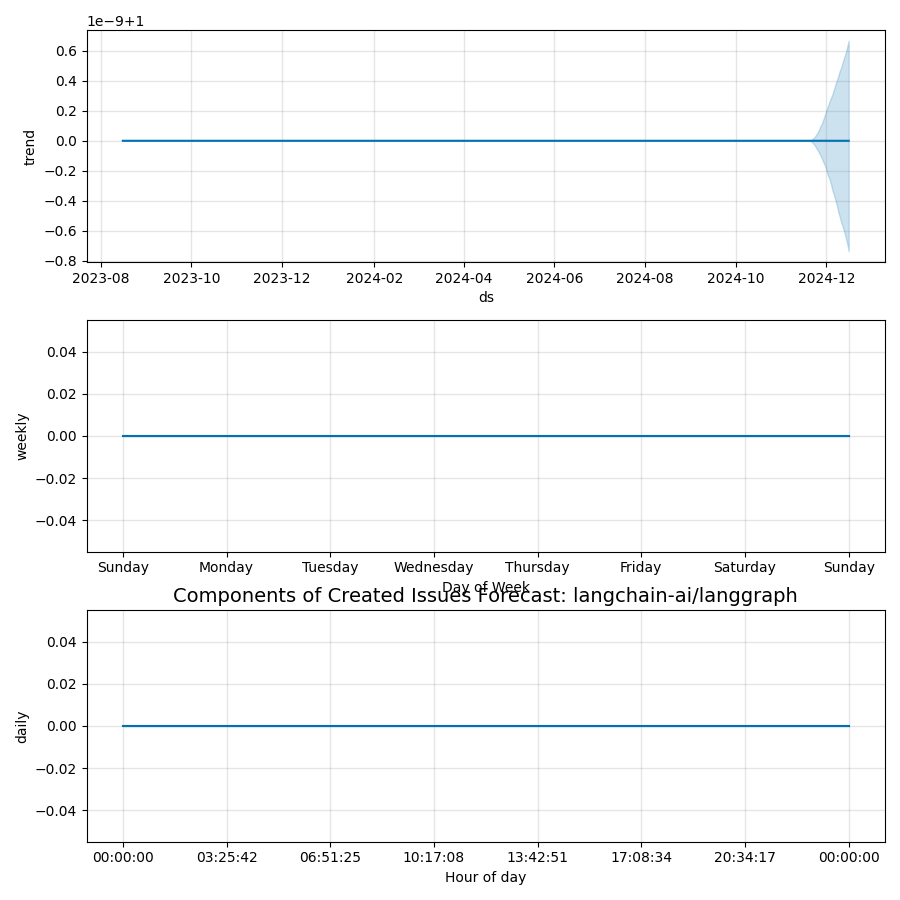 1e−9+1
0.6
0.4
0.2
0.0
−0.2
−0.4
−0.6
−0.8
trend
2023-08 2023-10 2023-12 2024-02 2024-04 2024-06 2024-08 2024-10 2024-12
ds
0.04
0.02
0.00
−0.02
−0.04
weekly
Sunday Monday Tuesday Wednesday Thursday Friday Saturday Sunday
Day of Week
Components of Created Issues Forecast: langchain-ai/langgraph
0.04
0.02
0.00
−0.02
−0.04
daily
00:00:00 03:25:42 06:51:25 10:17:08 13:42:51 17:08:34 20:34:17 00:00:00
Hour of day